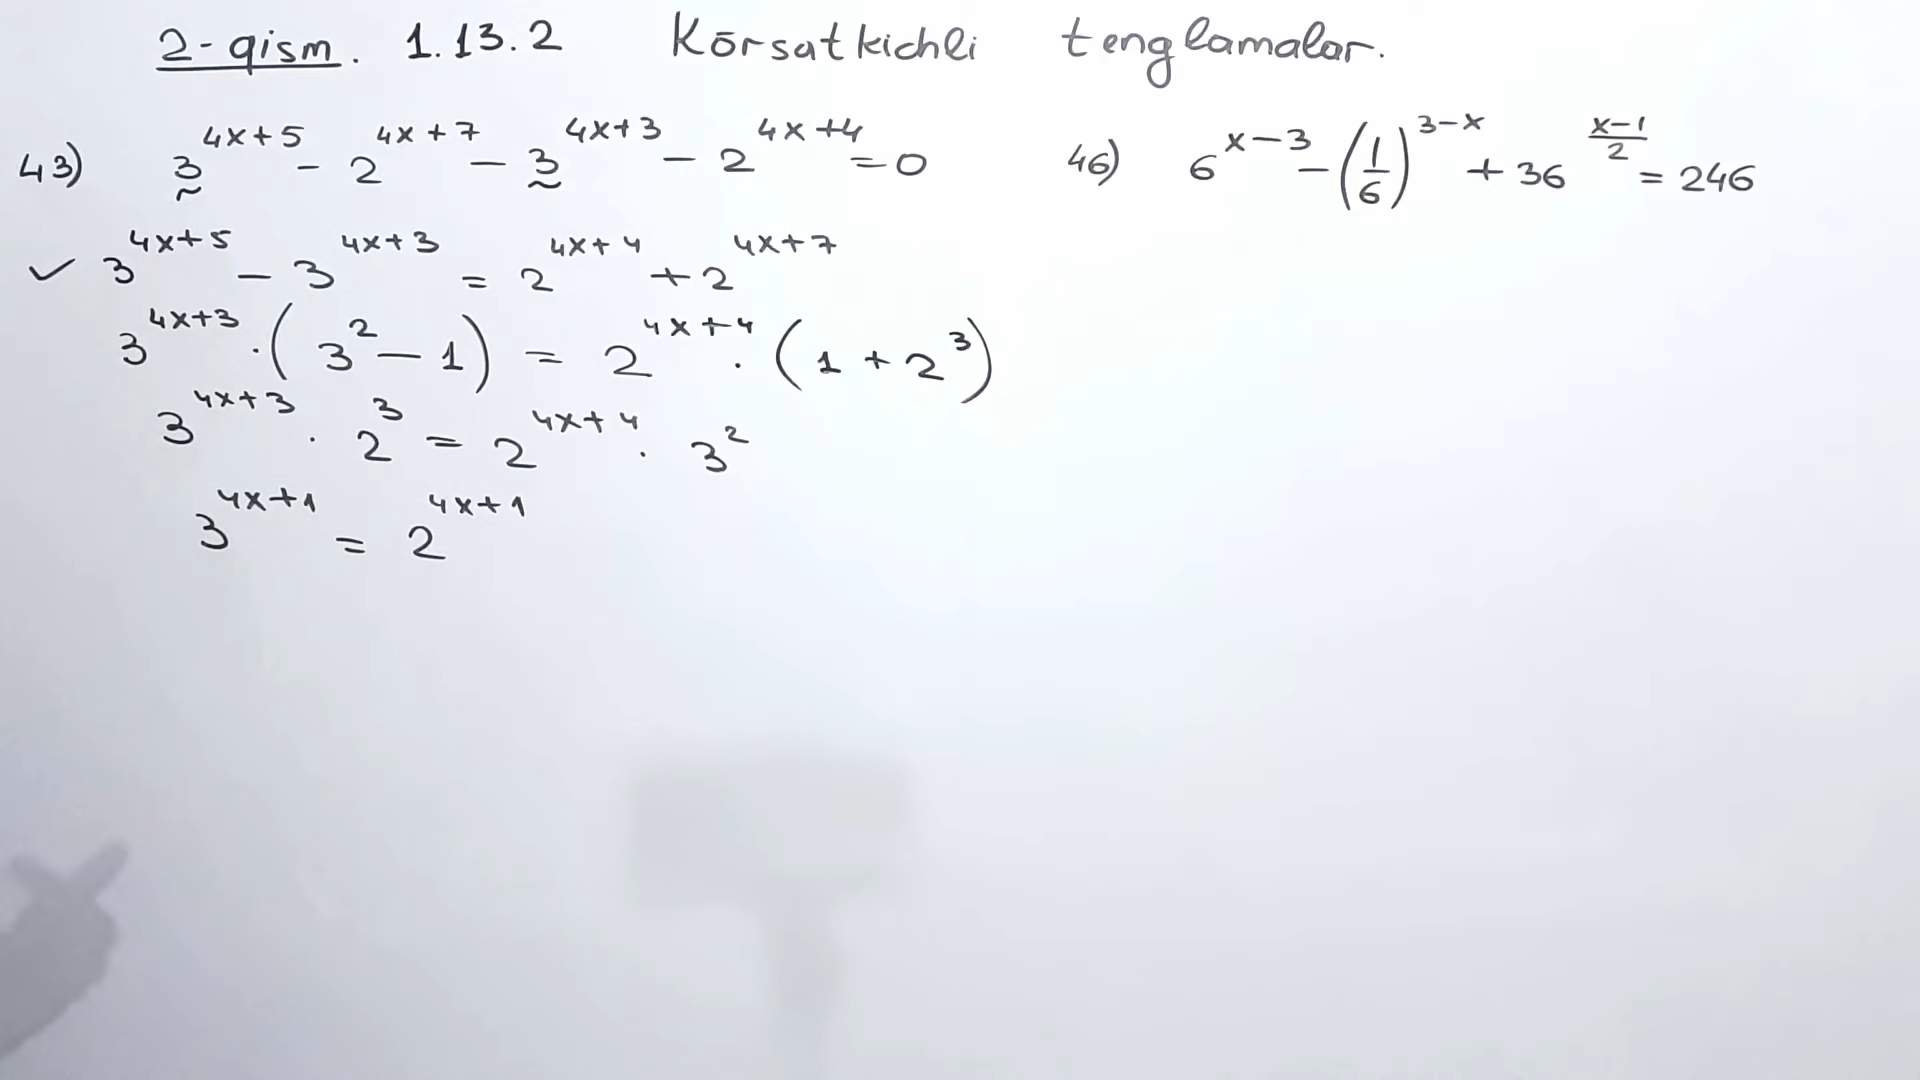 2-qism. 1.13.2 Kōrsatkichli tenglamalar.
43) 3^{4x+5} - 2^{4x+7} - 3^{4x+3} - 2^{4x+4} = 0
✓ 3^{4x+5} - 3^{4x+3} = 2^{4x+4} + 2^{4x+7}
3^{4x+3} · (3^2 - 1) = 2^{4x+4} · (1 + 2^3)
3^{4x+3} · 2^3 = 2^{4x+4} · 3^2
3^{4x+1} = 2^{4x+1}
46) 6^{x-3} - (1/6)^{3-x} + 36^{(x-1)/2} = 246